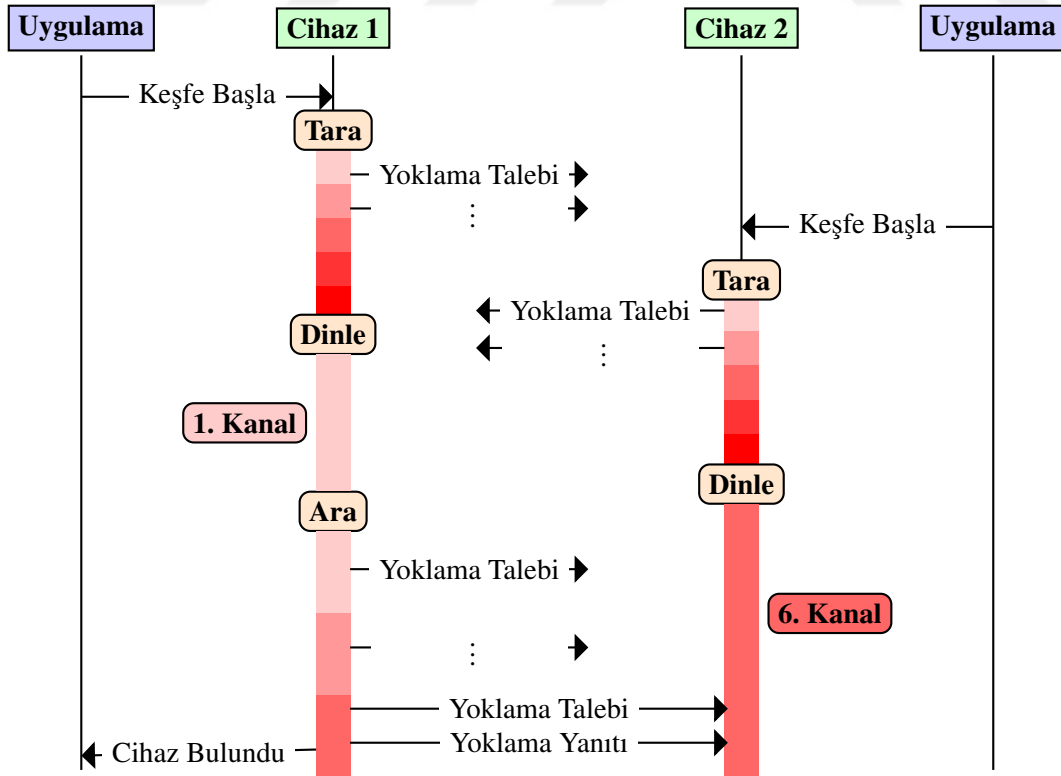 Uygulama
Cihaz 1
Cihaz 2
Uygulama
Keşfe Başla
Tara
Yoklama Talebi
⋮
Keşfe Başla
Tara
Yoklama Talebi
Dinle
⋮
1. Kanal
Dinle
Ara
Yoklama Talebi
6. Kanal
⋮
Yoklama Talebi
Yoklama Yanıtı
Cihaz Bulundu